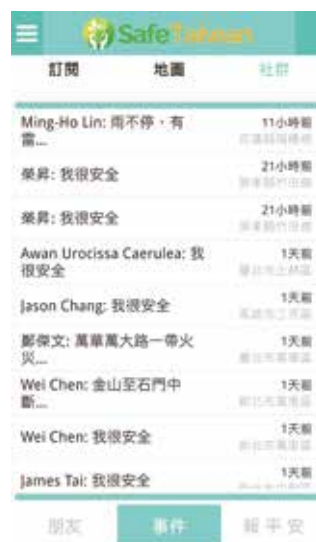 SafeTaiwan
訂閱 地圖 社群
Ming-Ho Lin: 雨不停，有 11小時前
雷...
榮昇: 我很安全 21小時前
榮昇: 我很安全 21小時前
Awan Urocissa Caerulea: 我 1天前
很安全
Jason Chang: 我很安全 1天前
鄭傑文: 萬華萬大路一帶火 1天前
災...
Wei Chen: 金山至石門中 1天前
斷...
Wei Chen: 我很安全 1天前
James Tai: 我很安全 1天前
朋友 事件 報平安